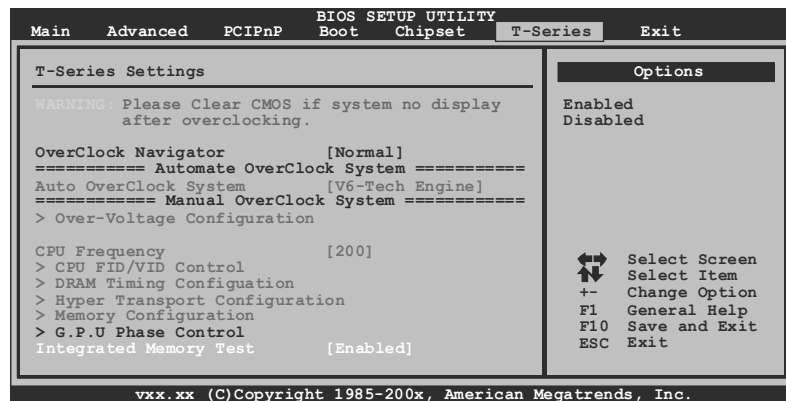 BIOS SETUP UTILITY
Main Advanced PCIPnP Boot Chipset T-Series Exit
T-Series Settings
WARNING: Please Clear CMOS if system no display
after overclocking.
OverClock Navigator [Normal]
=========== Automate OverClock System ===========
Auto OverClock System [V6-Tech Engine]
============ Manual OverClock System ============
> Over-Voltage Configuration
CPU Frequency [200]
> CPU FID/VID Control
> DRAM Timing Configuation
> Hyper Transport Configuration
> Memory Configuration
> G.P.U Phase Control
Integrated Memory Test [Enabled]
Options
Enabled
Disabled
Select Screen
Select Item
+- Change Option
F1 General Help
F10 Save and Exit
ESC Exit
vxx.xx (C)Copyright 1985-200x, American Megatrends, Inc.